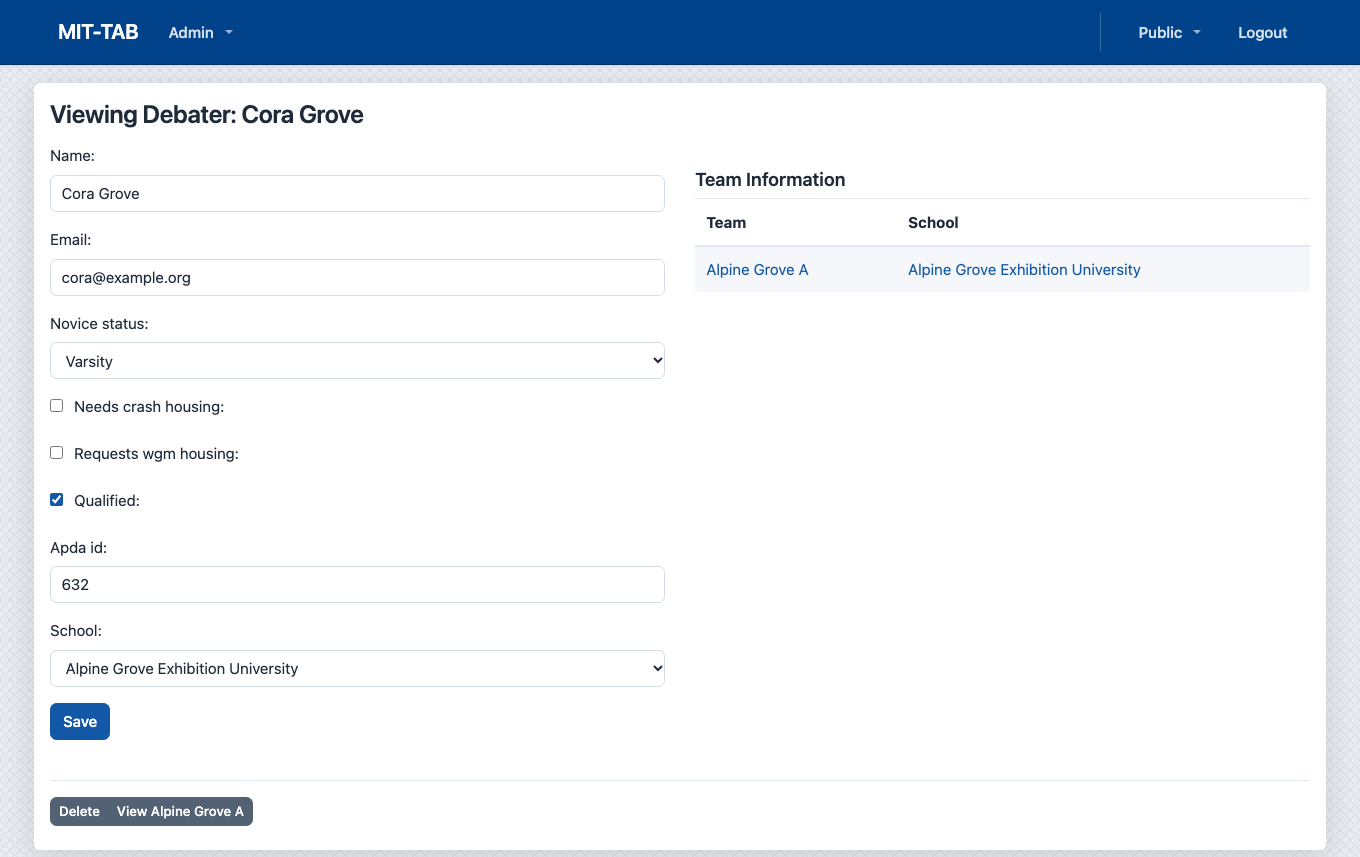 MIT-TAB Admin Public Logout
Viewing Debater: Cora Grove
Name:
Cora Grove
Email:
cora@example.org
Novice status:
Varsity
Needs crash housing:
Requests wgm housing:
Qualified:
Apda id:
632
School:
Alpine Grove Exhibition University
Save
Team Information
Team School
Alpine Grove A Alpine Grove Exhibition University
Delete View Alpine Grove A